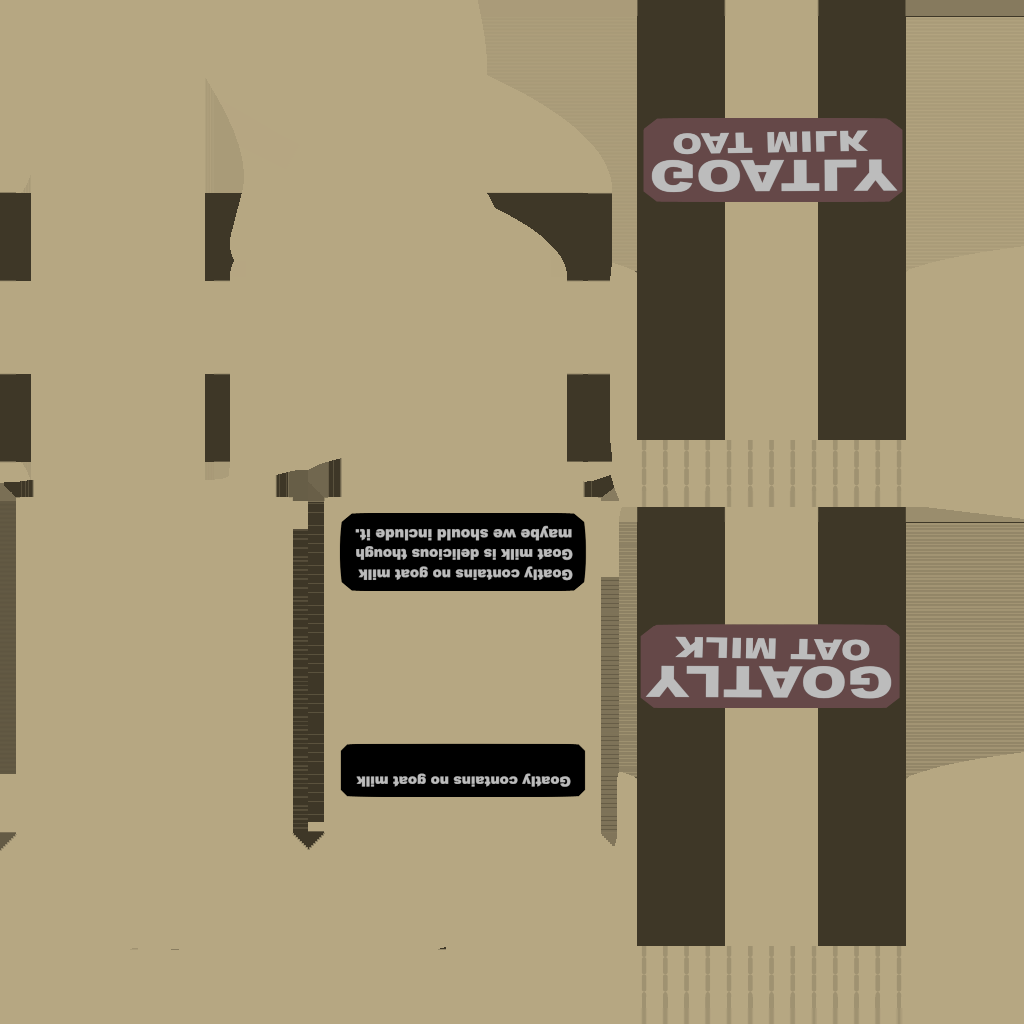 GOATLY
OAT MILK
Goatly contains no goat milk
Goat milk is delicious though
maybe we should include it.
GOATLY
OAT MILK
Goatly contains no goat milk